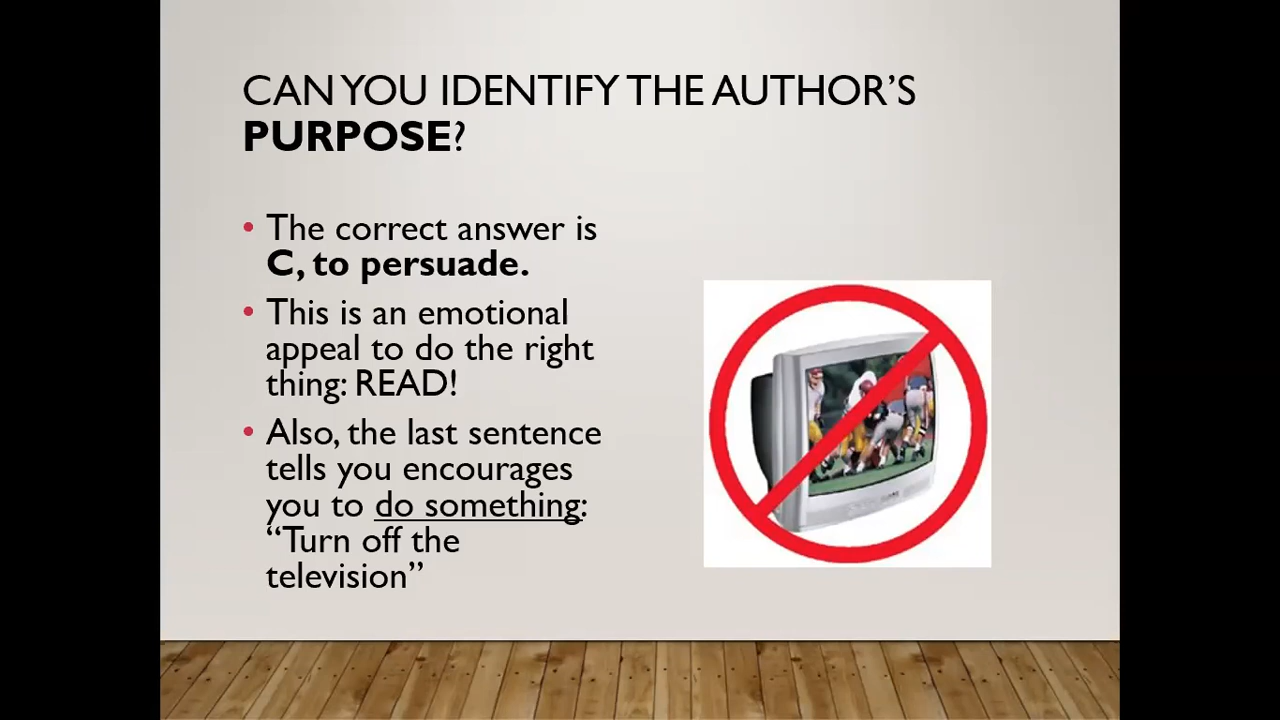 CAN YOU IDENTIFY THE AUTHOR’S
PURPOSE?
• The correct answer is
C, to persuade.
• This is an emotional
appeal to do the right
thing: READ!
• Also, the last sentence
tells you encourages
you to do something:
“Turn off the
television”